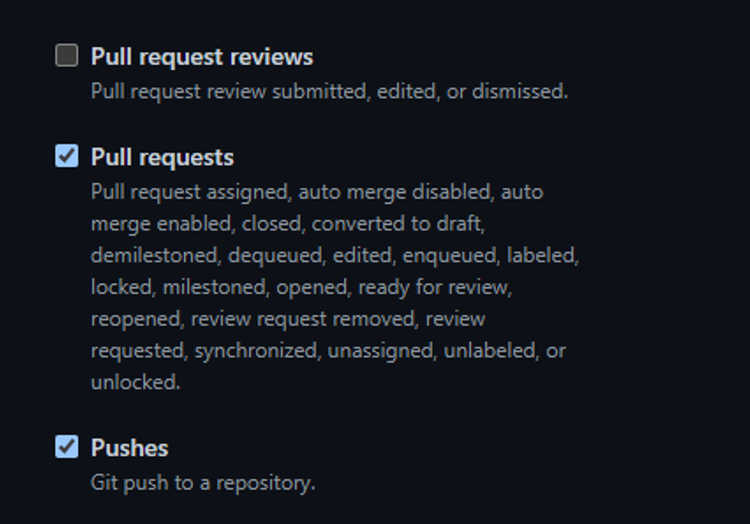 Pull request reviews
Pull request review submitted, edited, or dismissed.
Pull requests
Pull request assigned, auto merge disabled, auto
merge enabled, closed, converted to draft,
demilestoned, dequeued, edited, enqueued, labeled,
locked, milestoned, opened, ready for review,
reopened, review request removed, review
requested, synchronized, unassigned, unlabeled, or
unlocked.
Pushes
Git push to a repository.